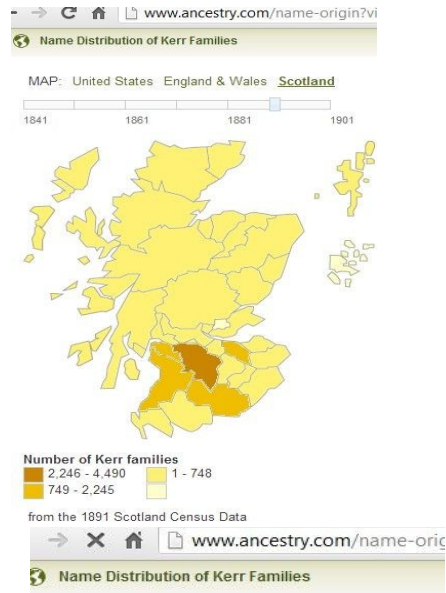 www.ancestry.com/name-origin?vi
Name Distribution of Kerr Families
MAP: United States England & Wales Scotland
1841 1861 1881 1901
Number of Kerr families
2,246 - 4,490 1 - 748
749 - 2,245
from the 1891 Scotland Census Data
www.ancestry.com/name-orig
Name Distribution of Kerr Families